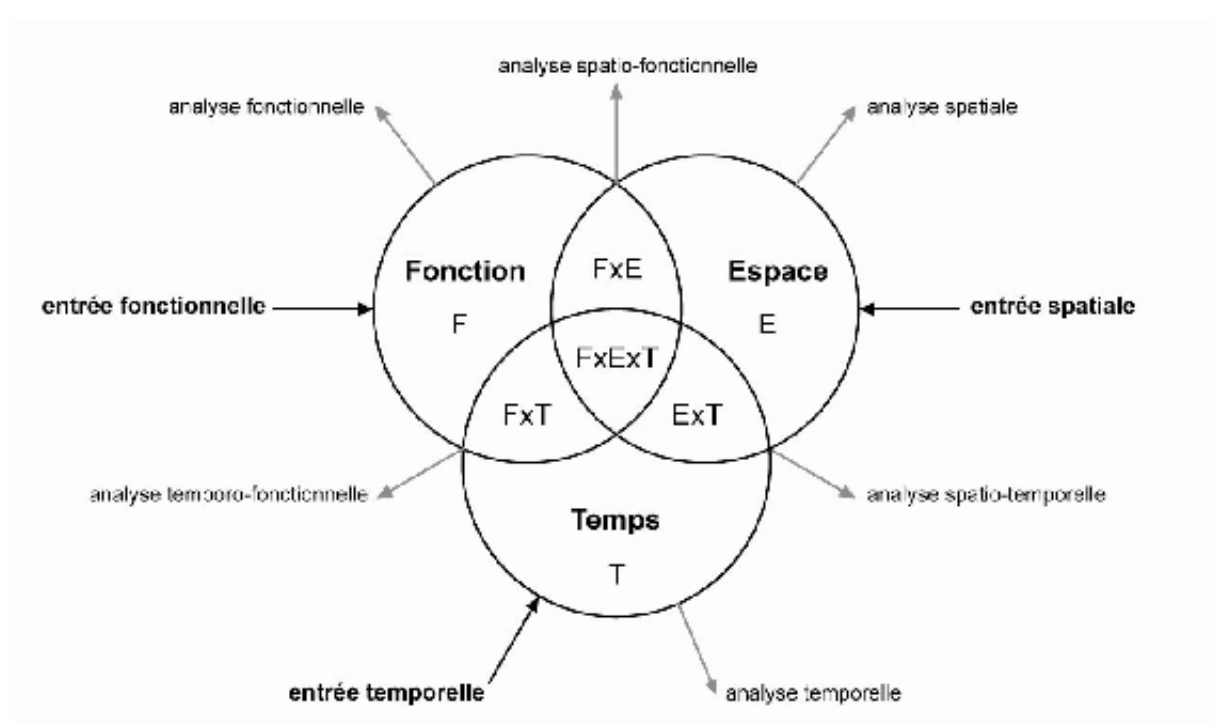 analyse spatio-fonctionnelle
analyse fonctionnelle
analyse spatiale
Fonction
FxE
Espace
entrée fonctionnelle
entrée spatiale
F
E
FxExT
FxT
ExT
analyse temporo-fonctionnelle
analyse spatio-temporelle
Temps
T
entrée temporelle
analyse temporelle